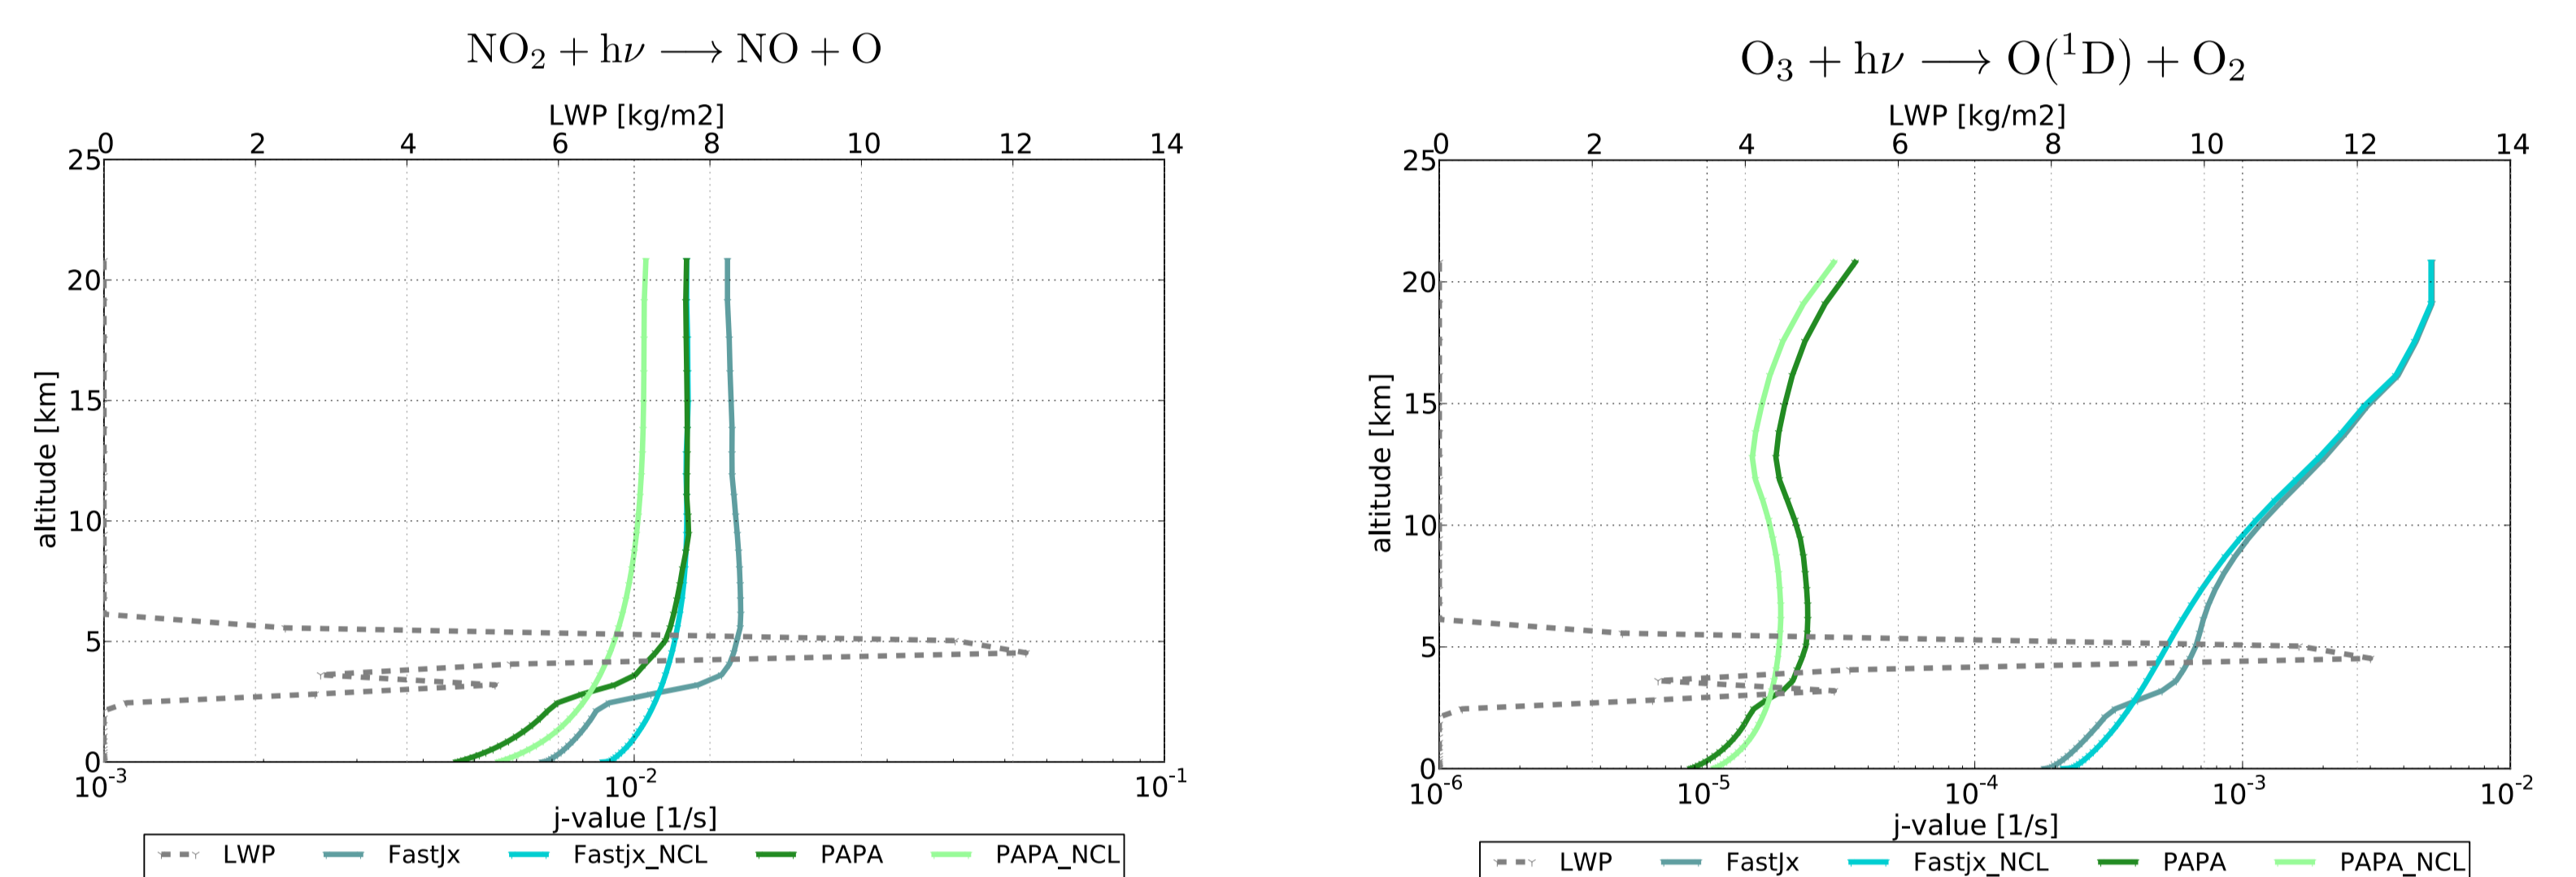 NO₂ + hν ⟶ NO + O
LWP [kg/m2]
0 2 4 6 8 10 12 14
25
20
15
10
5
0
altitude [km]
10⁻³ 10⁻² 10⁻¹
j-value [1/s]
LWP FastJx Fastjx_NCL PAPA PAPA_NCL
O₃ + hν ⟶ O(¹D) + O₂
LWP [kg/m2]
0 2 4 6 8 10 12 14
25
20
15
10
5
0
altitude [km]
10⁻⁶ 10⁻⁵ 10⁻⁴ 10⁻³ 10⁻²
j-value [1/s]
LWP FastJx Fastjx_NCL PAPA PAPA_NCL